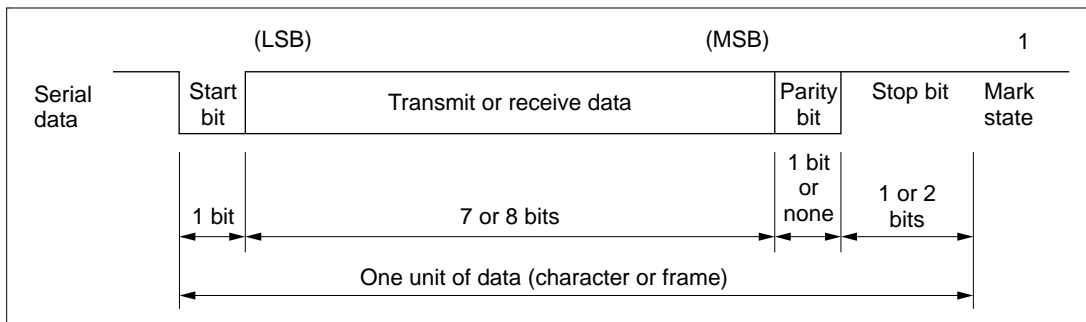 (LSB)
(MSB)
1
Serial
data
Start
bit
Transmit or receive data
Parity
bit
Stop bit
Mark
state
1 bit
7 or 8 bits
1 bit
or
none
1 or 2
bits
One unit of data (character or frame)